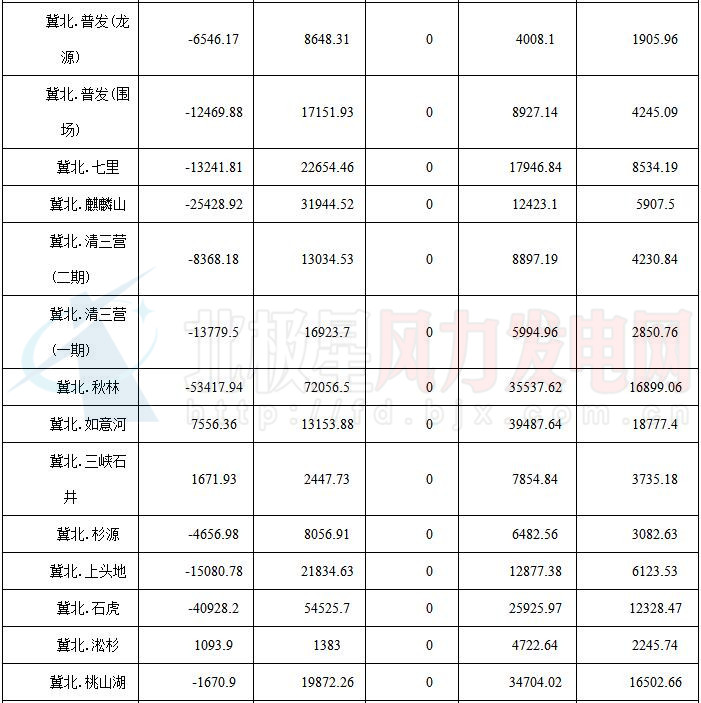 冀北.普发(龙源) -6546.17 8648.31 0 4008.1 1905.96
冀北.普发(围场) -12469.88 17151.93 0 8927.14 4245.09
冀北.七里 -13241.81 22654.46 0 17946.84 8534.19
冀北.麒麟山 -25428.92 31944.52 0 12423.1 5907.5
冀北.清三营(二期) -8368.18 13034.53 0 8897.19 4230.84
冀北.清三营(一期) -13779.5 16923.7 0 5994.96 2850.76
冀北.秋林 -53417.94 72056.5 0 35537.62 16899.06
冀北.如意河 7556.36 13153.88 0 39487.64 18777.4
冀北.三峡石井 1671.93 2447.73 0 7854.84 3735.18
冀北.杉源 -4656.98 8056.91 0 6482.56 3082.63
冀北.上头地 -15080.78 21834.63 0 12877.38 6123.53
冀北.石虎 -40928.2 54525.7 0 25925.97 12328.47
冀北.淞杉 1093.9 1383 0 4722.64 2245.74
冀北.桃山湖 -1670.9 19872.26 0 34704.02 16502.66
北极星风力发电网
http://fd.bjx.com.cn